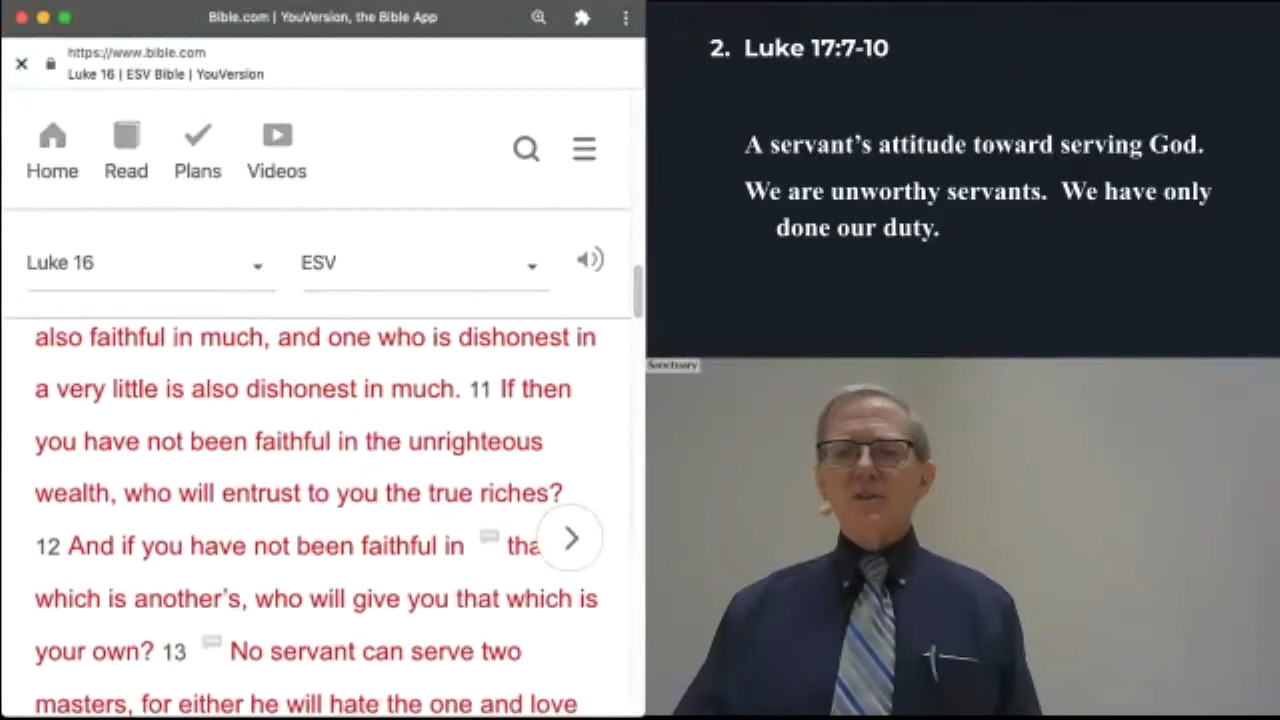 Bible.com | YouVersion, the Bible App
https://www.bible.com
Luke 16 | ESV Bible | YouVersion
Home Read Plans Videos
Luke 16 ESV
also faithful in much, and one who is dishonest in
a very little is also dishonest in much. 11 If then
you have not been faithful in the unrighteous
wealth, who will entrust to you the true riches?
12 And if you have not been faithful in tha
which is another’s, who will give you that which is
your own? 13 No servant can serve two
masters, for either he will hate the one and love
2. Luke 17:7-10
A servant’s attitude toward serving God.
We are unworthy servants. We have only
done our duty.
Sanctuary